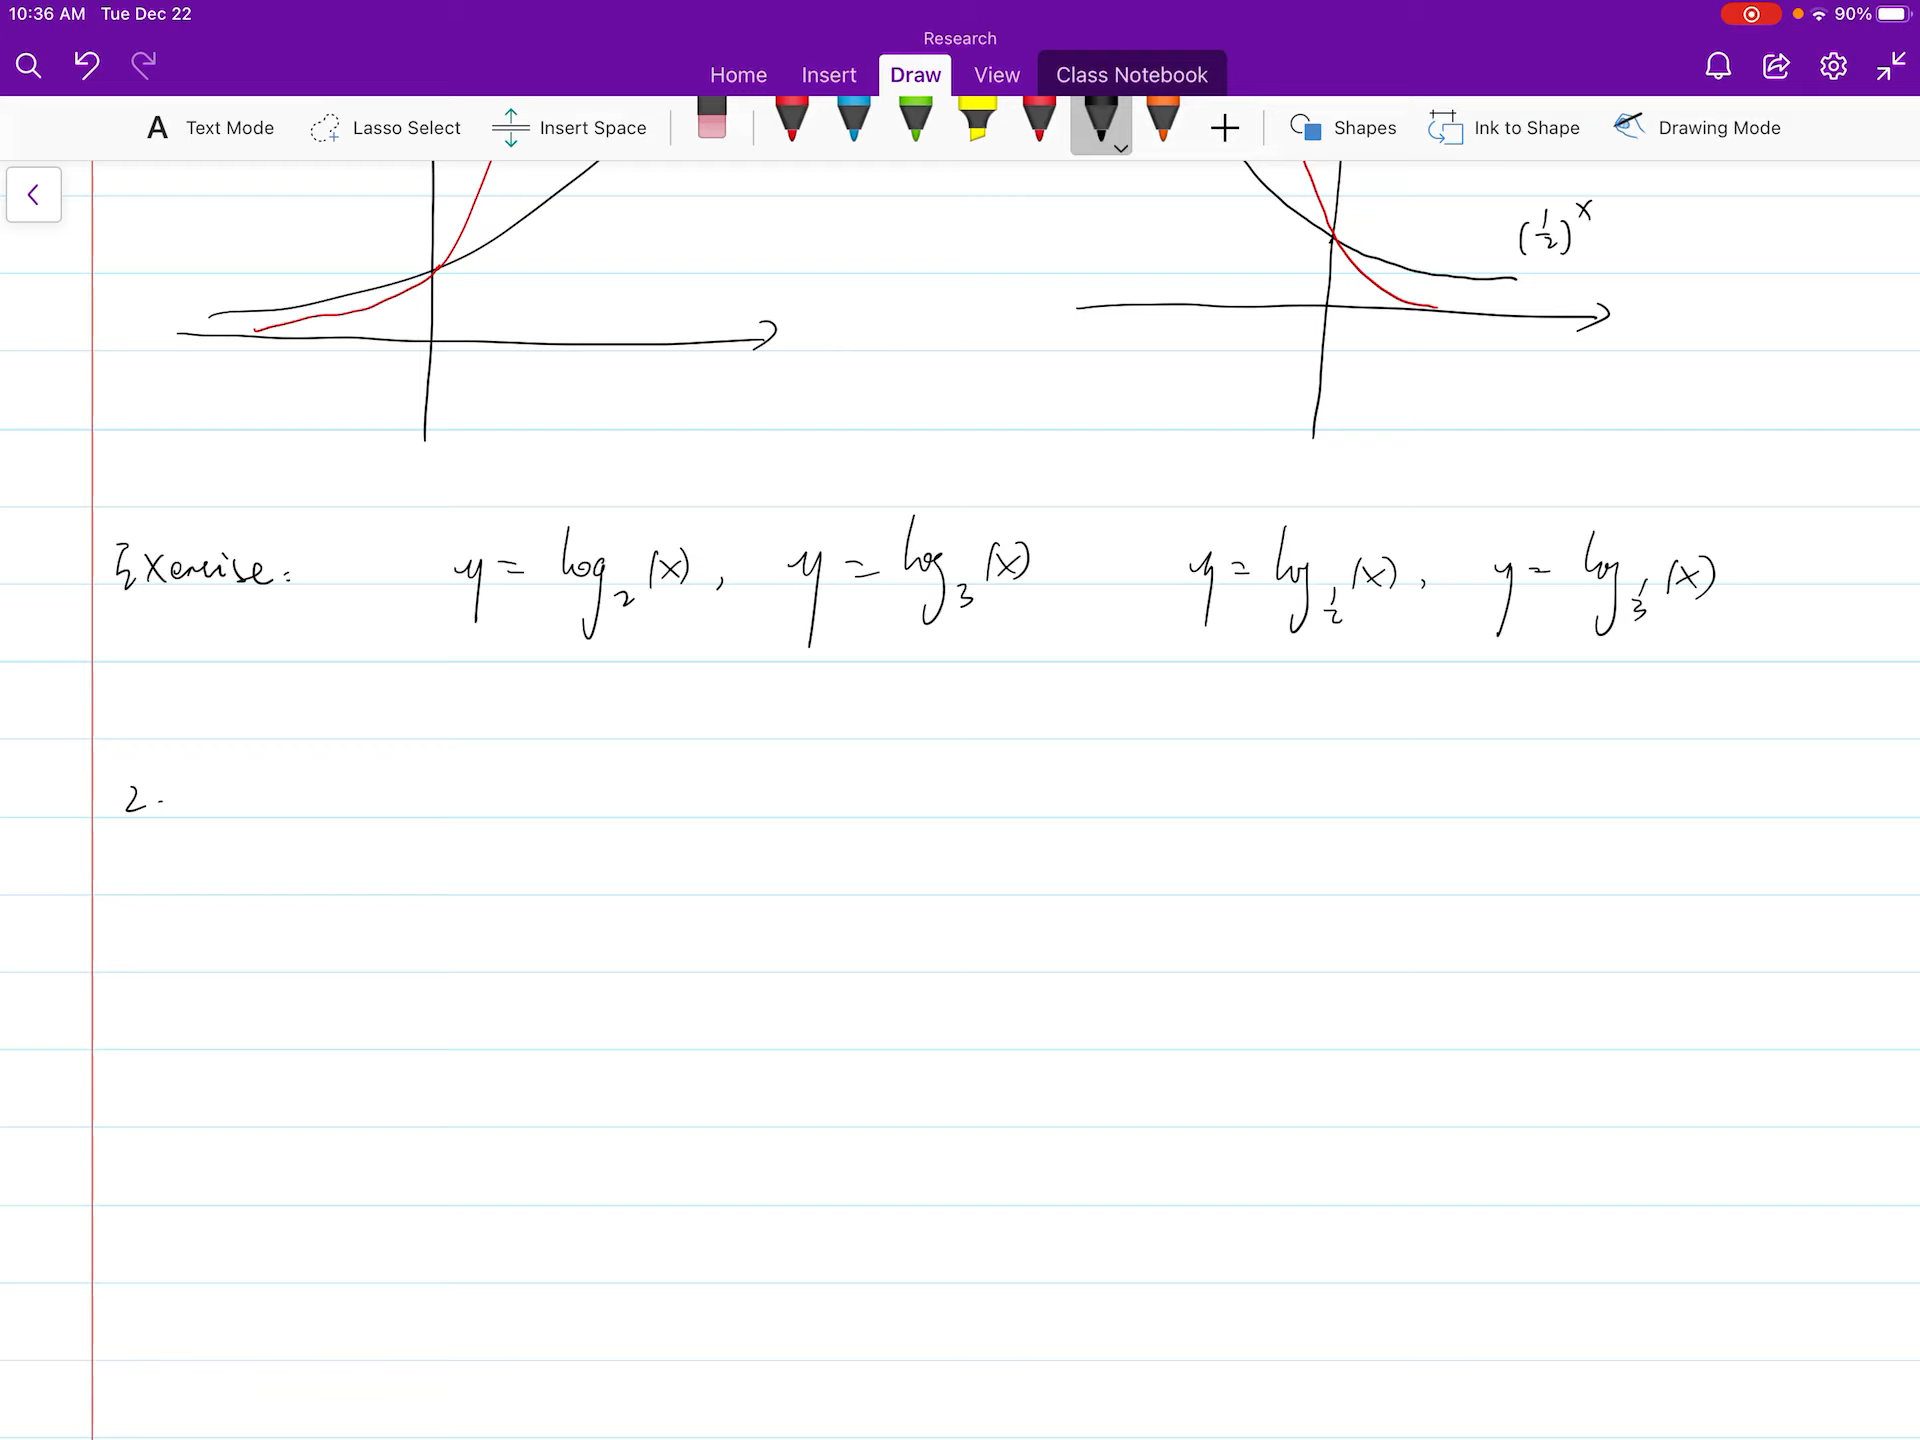 10:36 AM Tue Dec 22
90%
Research
Home Insert Draw View Class Notebook
A Text Mode Lasso Select Insert Space Shapes Ink to Shape Drawing Mode
(1/2)^x
Exercise: y = log_2 (x), y = log_3 (x) y = log_{1/2} (x), y = log_{1/3} (x)
2.